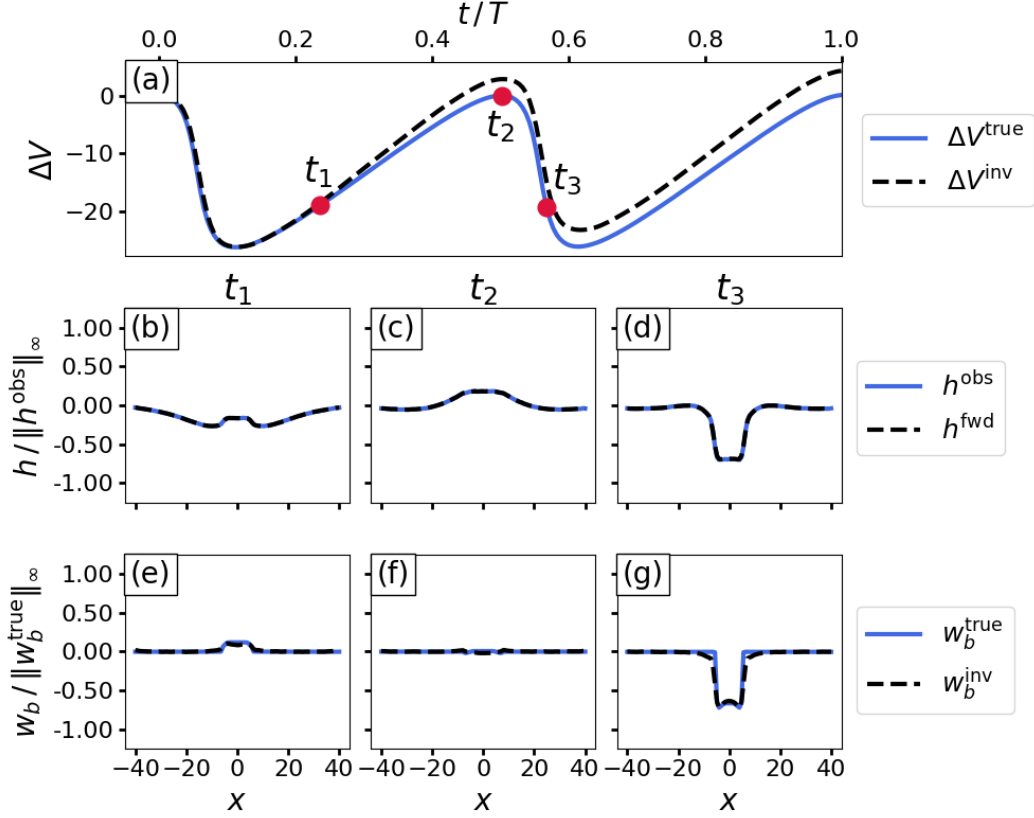 t / T
0.0 0.2 0.4 0.6 0.8 1.0
(a)
ΔV
0
−10
−20
t₁
t₂
t₃
ΔV^true
ΔV^inv
t₁ t₂ t₃
(b) (c) (d)
h / ‖h^obs‖_∞
1.00
0.50
0.00
-0.50
-1.00
h^obs
h^fwd
(e) (f) (g)
w_b / ‖w_b^true‖_∞
1.00
0.50
0.00
-0.50
-1.00
w_b^true
w_b^inv
−40 −20 0 20 40 −40 −20 0 20 40 −40 −20 0 20 40
x x x